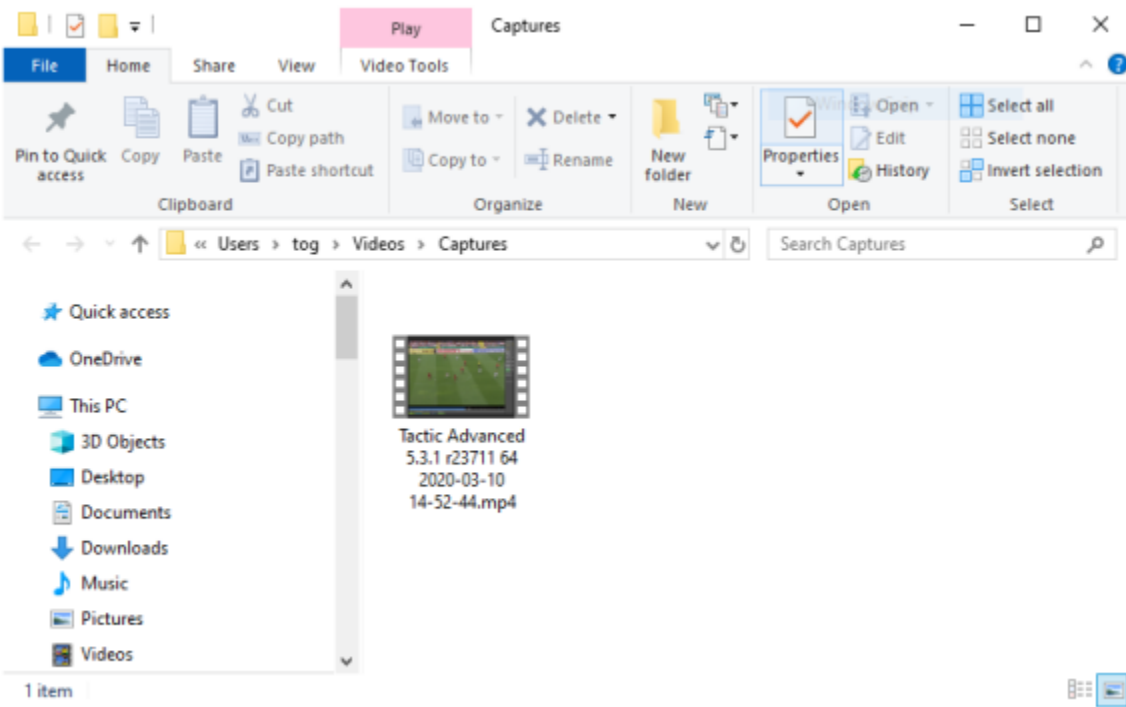 Play
Captures
File
Home
Share
View
Video Tools
Pin to Quick access
Copy
Paste
Cut
Copy path
Paste shortcut
Clipboard
Move to
Copy to
Delete
Rename
Organize
New folder
New
Properties
Open
Edit
History
Open
Select all
Select none
Invert selection
Select
« Users › tog › Videos › Captures
Search Captures
Quick access
OneDrive
This PC
3D Objects
Desktop
Documents
Downloads
Music
Pictures
Videos
Tactic Advanced
5.3.1 r23711 64
2020-03-10
14-52-44.mp4
1 item